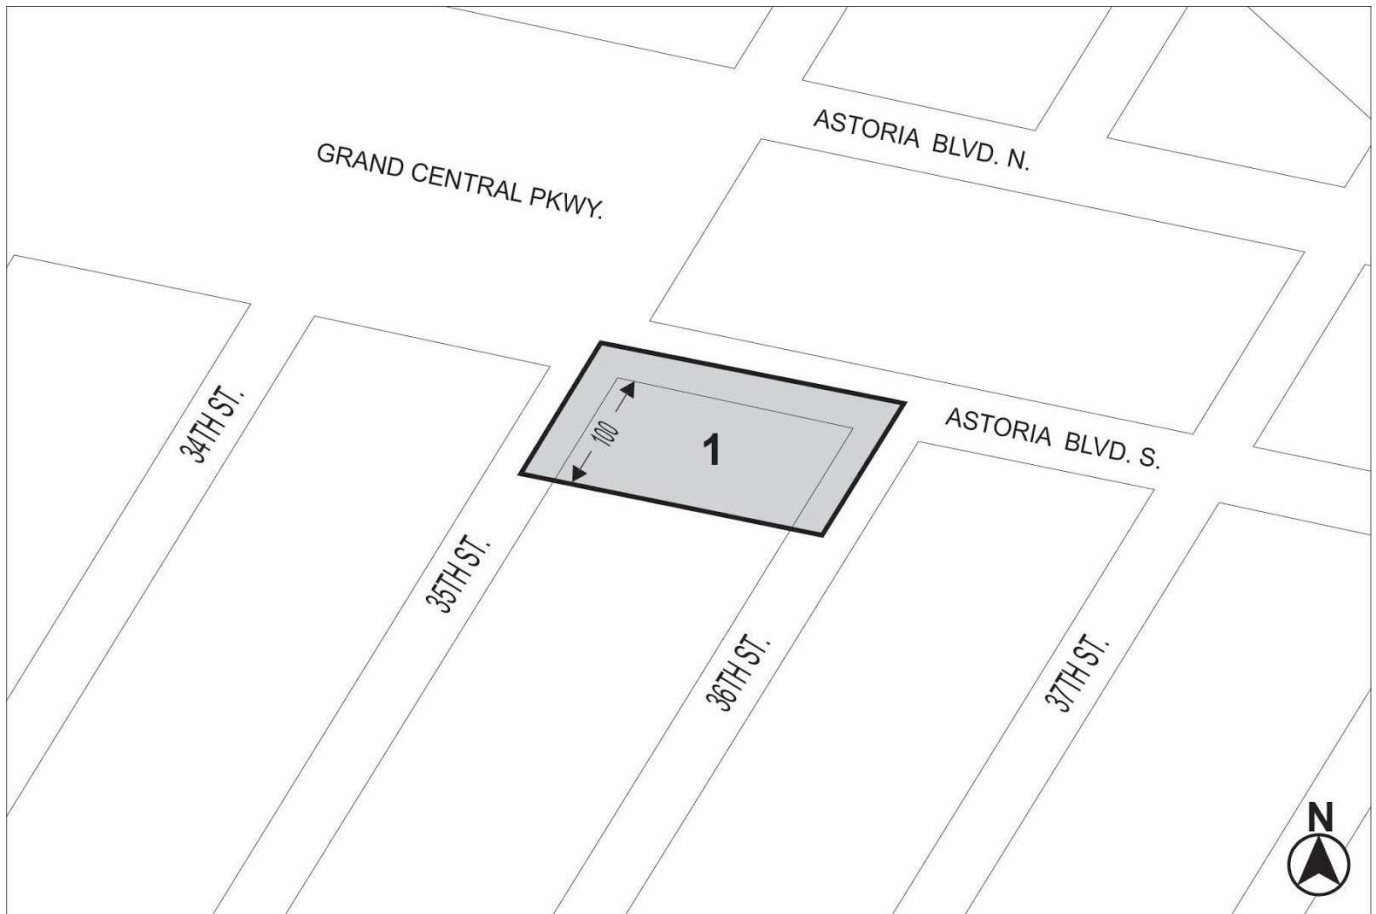 ASTORIA BLVD. N.
GRAND CENTRAL PKWY.
34TH ST.
100
1
ASTORIA BLVD. S.
35TH ST.
36TH ST.
37TH ST.
N